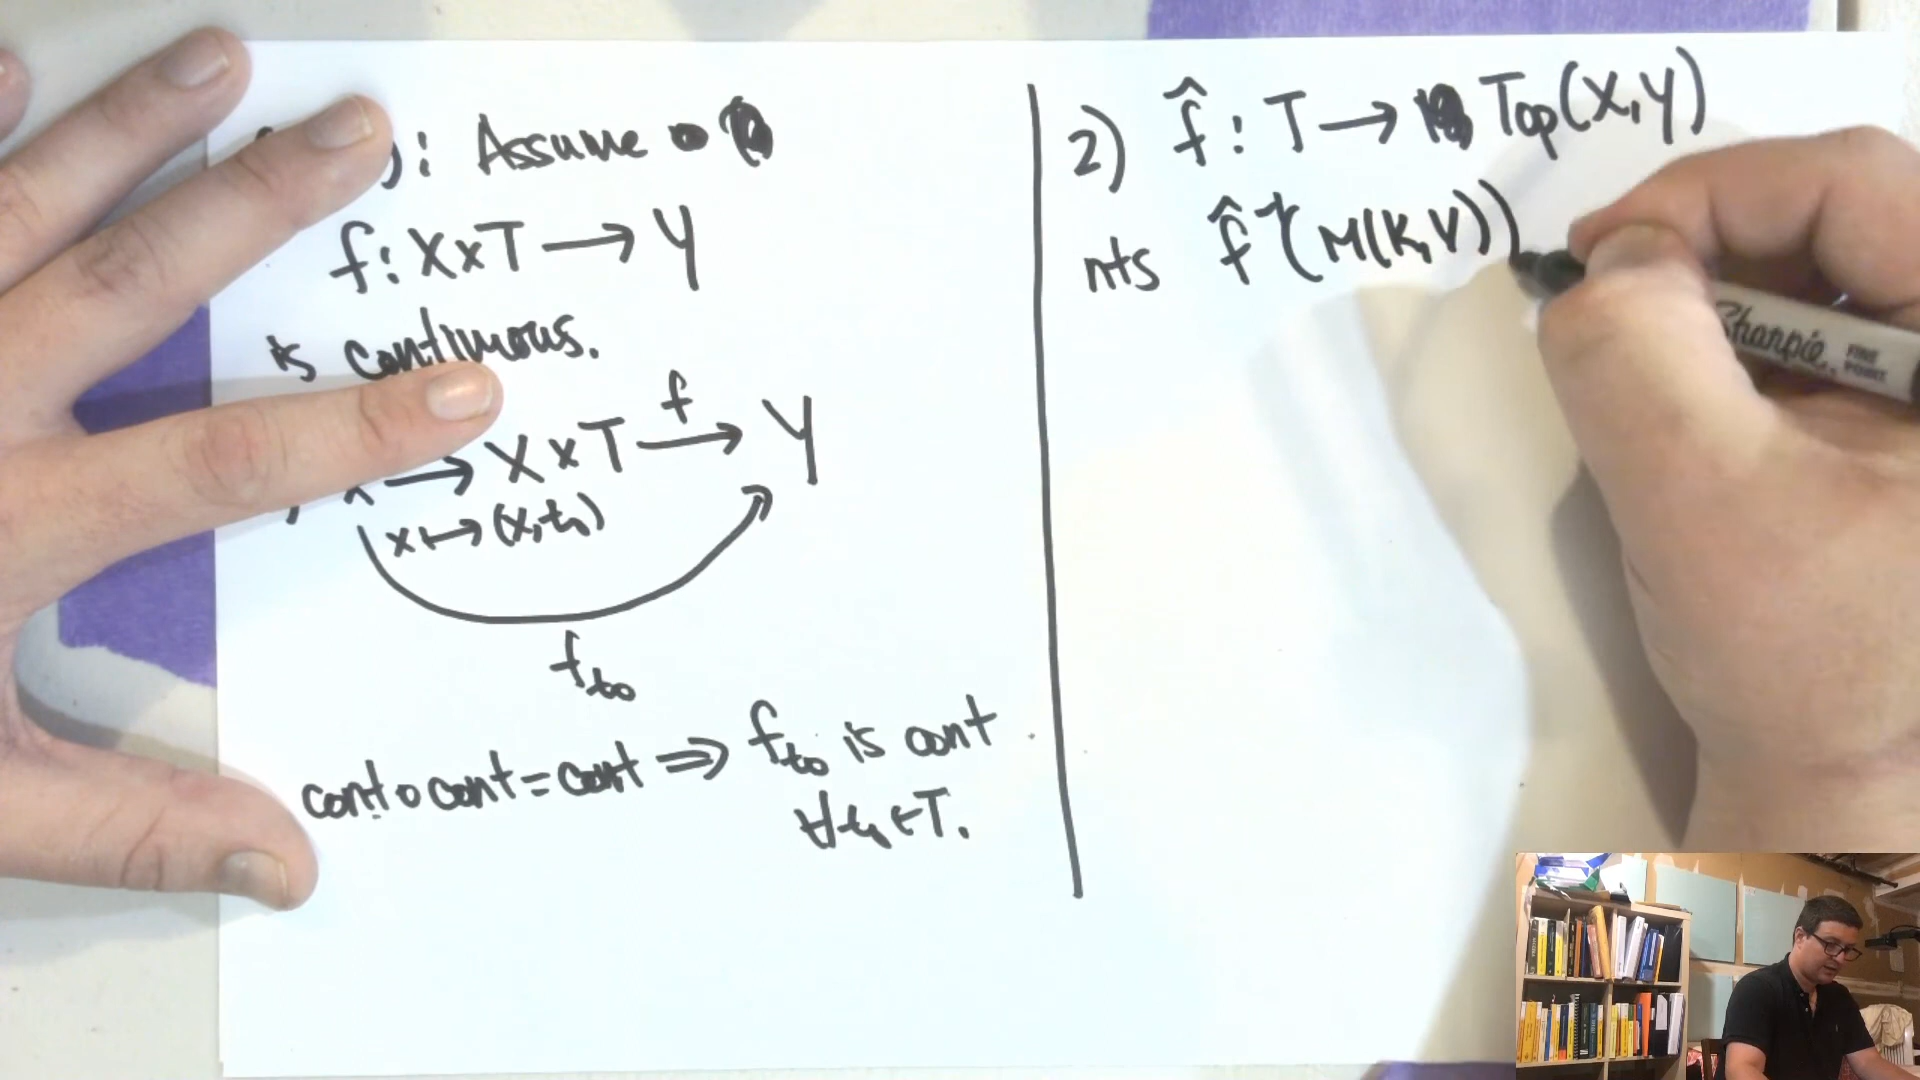 ): Assume
f: X×T → Y
is continuous.
→ X×T →f Y
x ↦ (x,t₀)
f_t₀
cont∘cont=cont ⇒ f_t₀ is cont
∀t₀∈T.
2) f̂: T → Top(X,Y)
nts f̂⁻¹(M(K,V))
Sharpie. FINE POINT